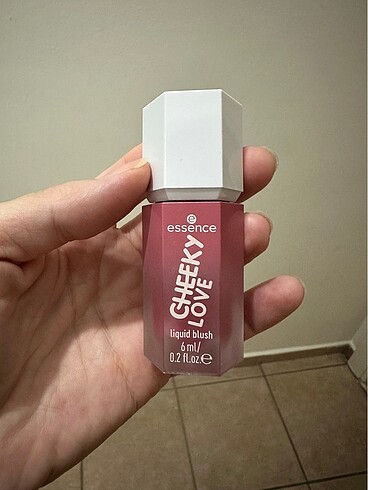 essence
CHEEKY
LOVE
liquid blush
6 ml/
0.2 fl.oz.℮